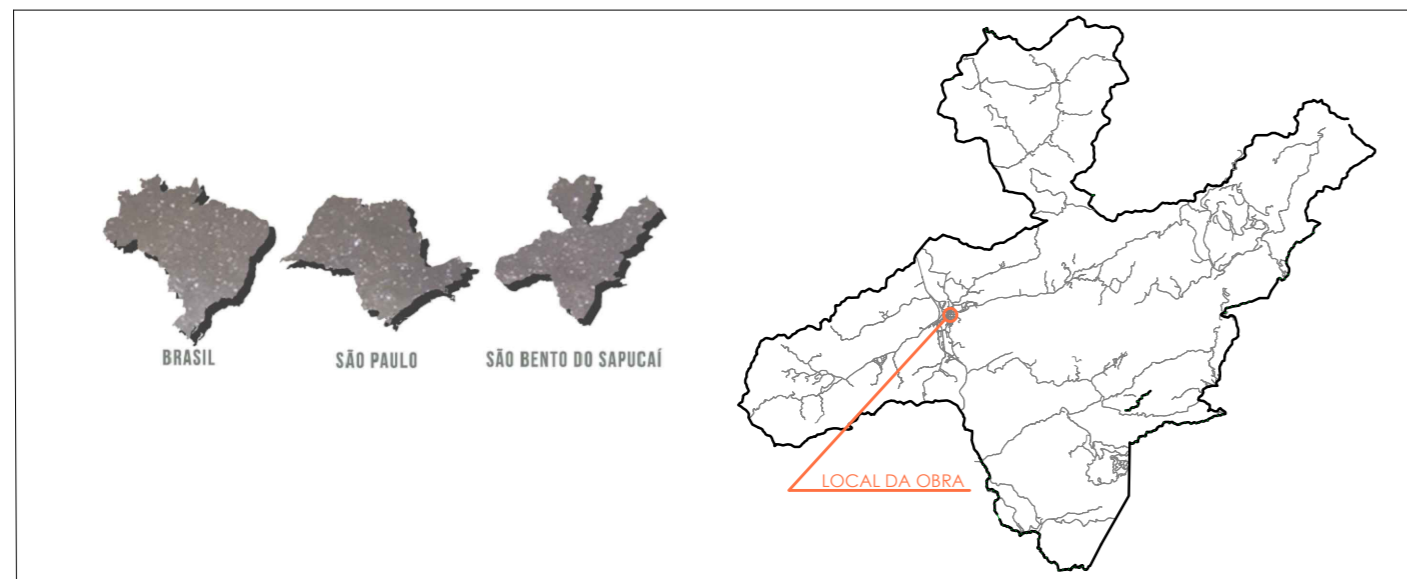 BRASIL
SÃO PAULO
SÃO BENTO DO SAPUCAÍ
LOCAL DA OBRA